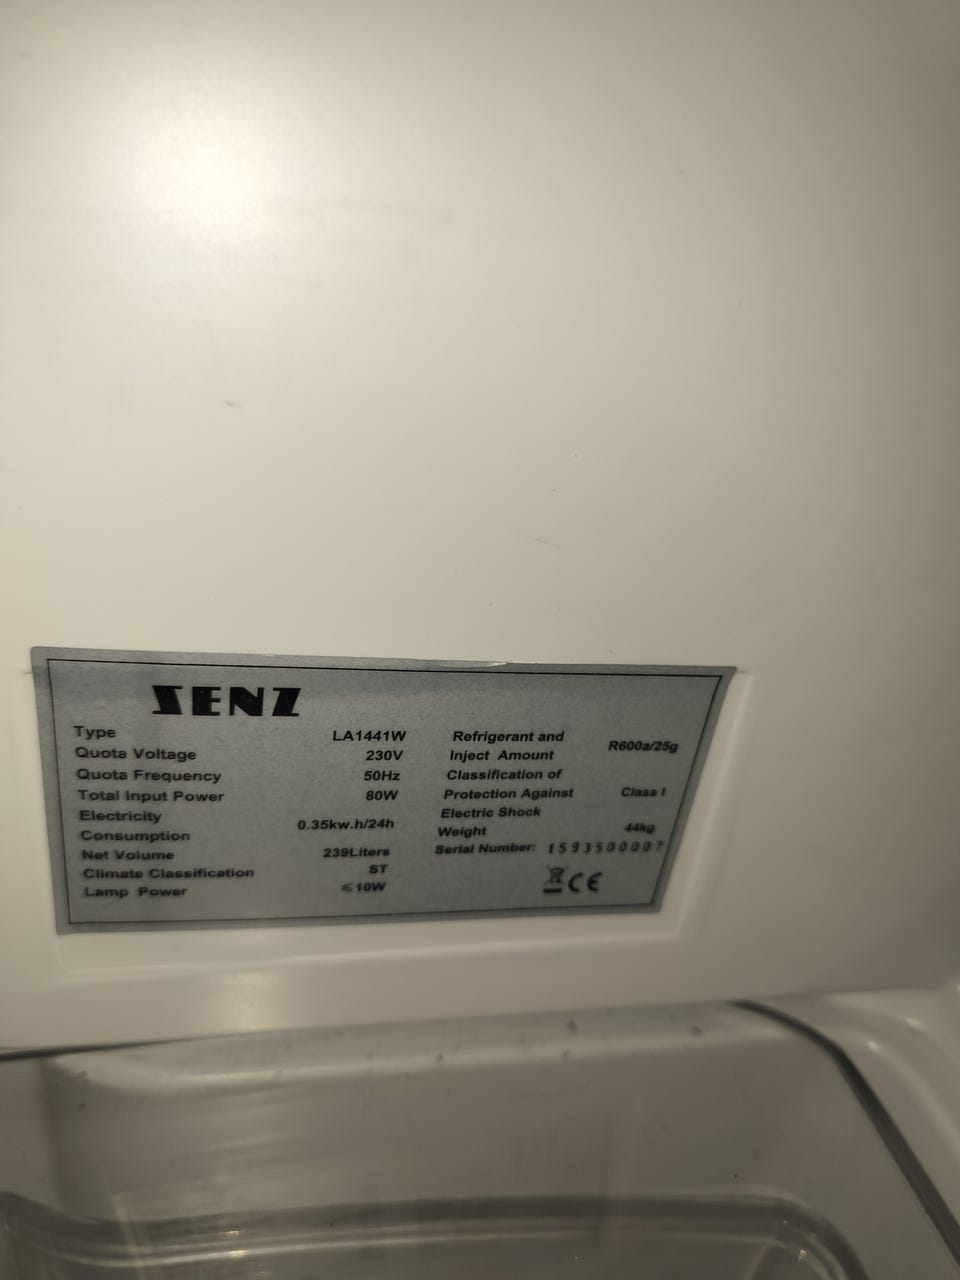 SENZ
Type LA1441W
Quota Voltage 230V
Quota Frequency 50Hz
Total Input Power 80W
Electricity
Consumption 0.35kw.h/24h
Net Volume 239Liters
Climate Classification ST
Lamp Power ≤10W
Refrigerant and
Inject Amount R600a/25g
Classification of
Protection Against Class I
Electric Shock
Weight 44kg
Serial Number: 1593500007
CE